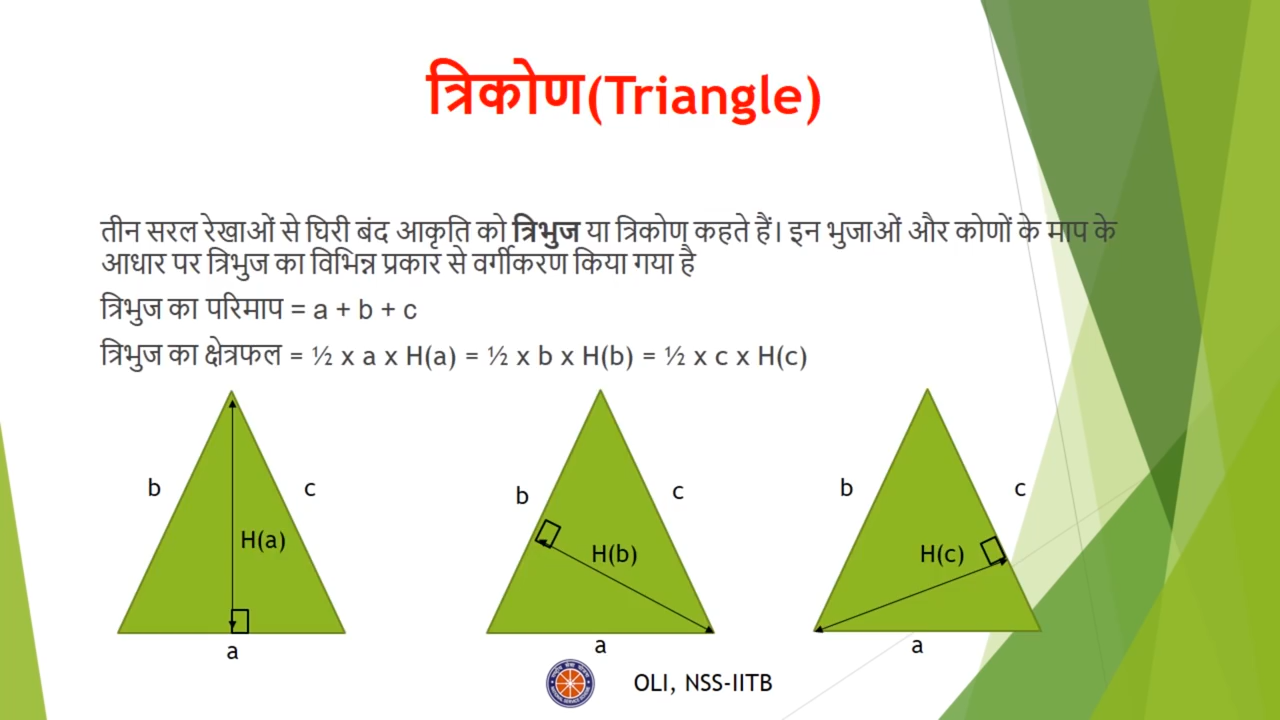 त्रिकोण(Triangle)
तीन सरल रेखाओं से घिरी बंद आकृति को त्रिभुज या त्रिकोण कहते हैं। इन भुजाओं और कोणों के माप के
आधार पर त्रिभुज का विभिन्न प्रकार से वर्गीकरण किया गया है
त्रिभुज का परिमाप = a + b + c
त्रिभुज का क्षेत्रफल = ½ x a x H(a) = ½ x b x H(b) = ½ x c x H(c)
b
c
H(a)
a
b
c
H(b)
a
b
c
H(c)
a
OLI, NSS-IITB